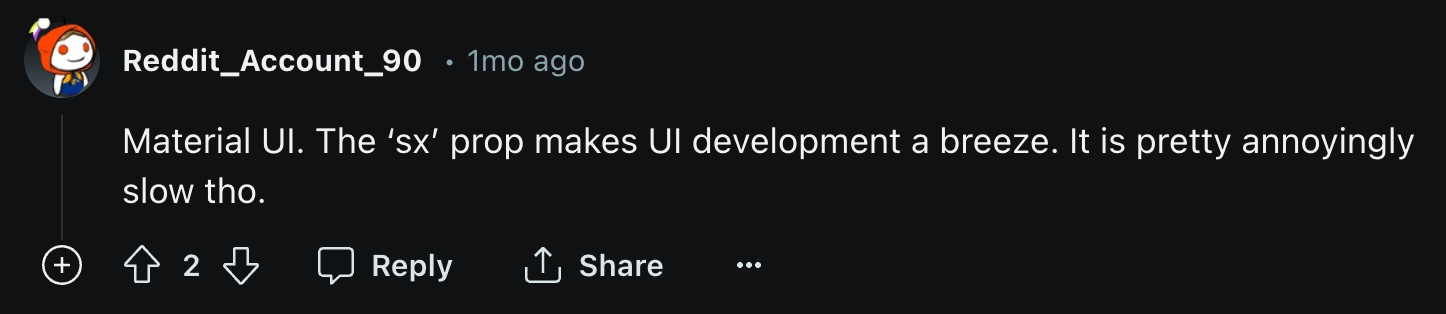 Reddit_Account_90 • 1mo ago
Material UI. The ‘sx’ prop makes UI development a breeze. It is pretty annoyingly
slow tho.
2 Reply Share ...